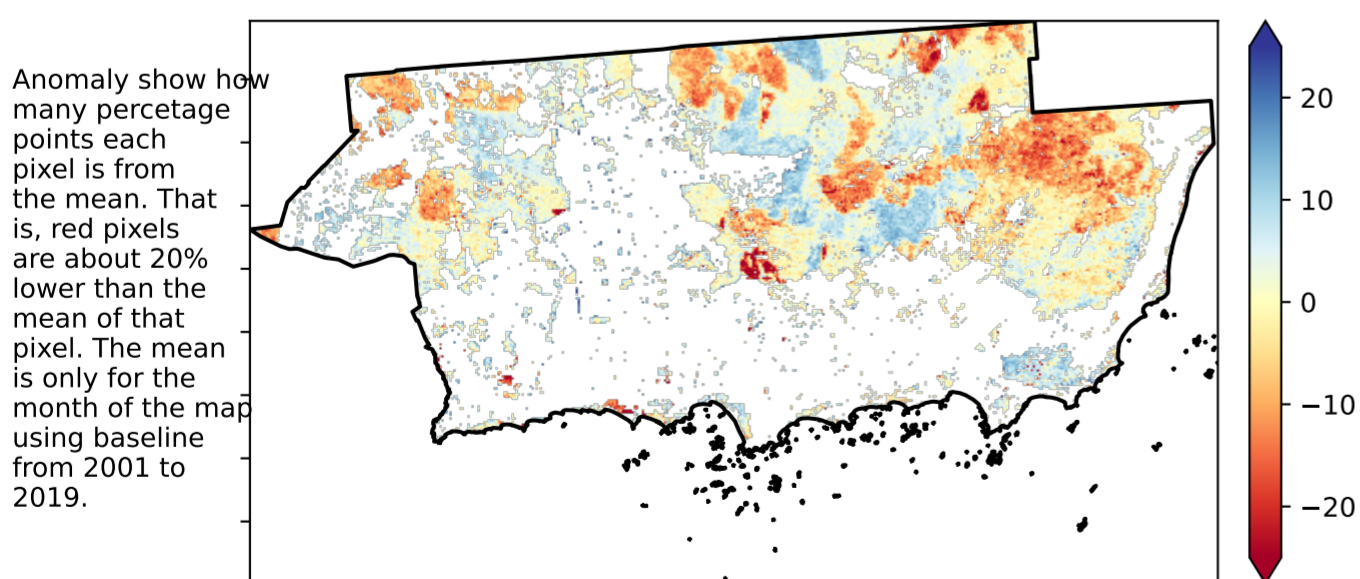 Anomaly show how
many percetage
points each
pixel is from
the mean. That
is, red pixels
are about 20%
lower than the
mean of that
pixel. The mean
is only for the
month of the map
using baseline
from 2001 to
2019.
20
10
0
−10
−20